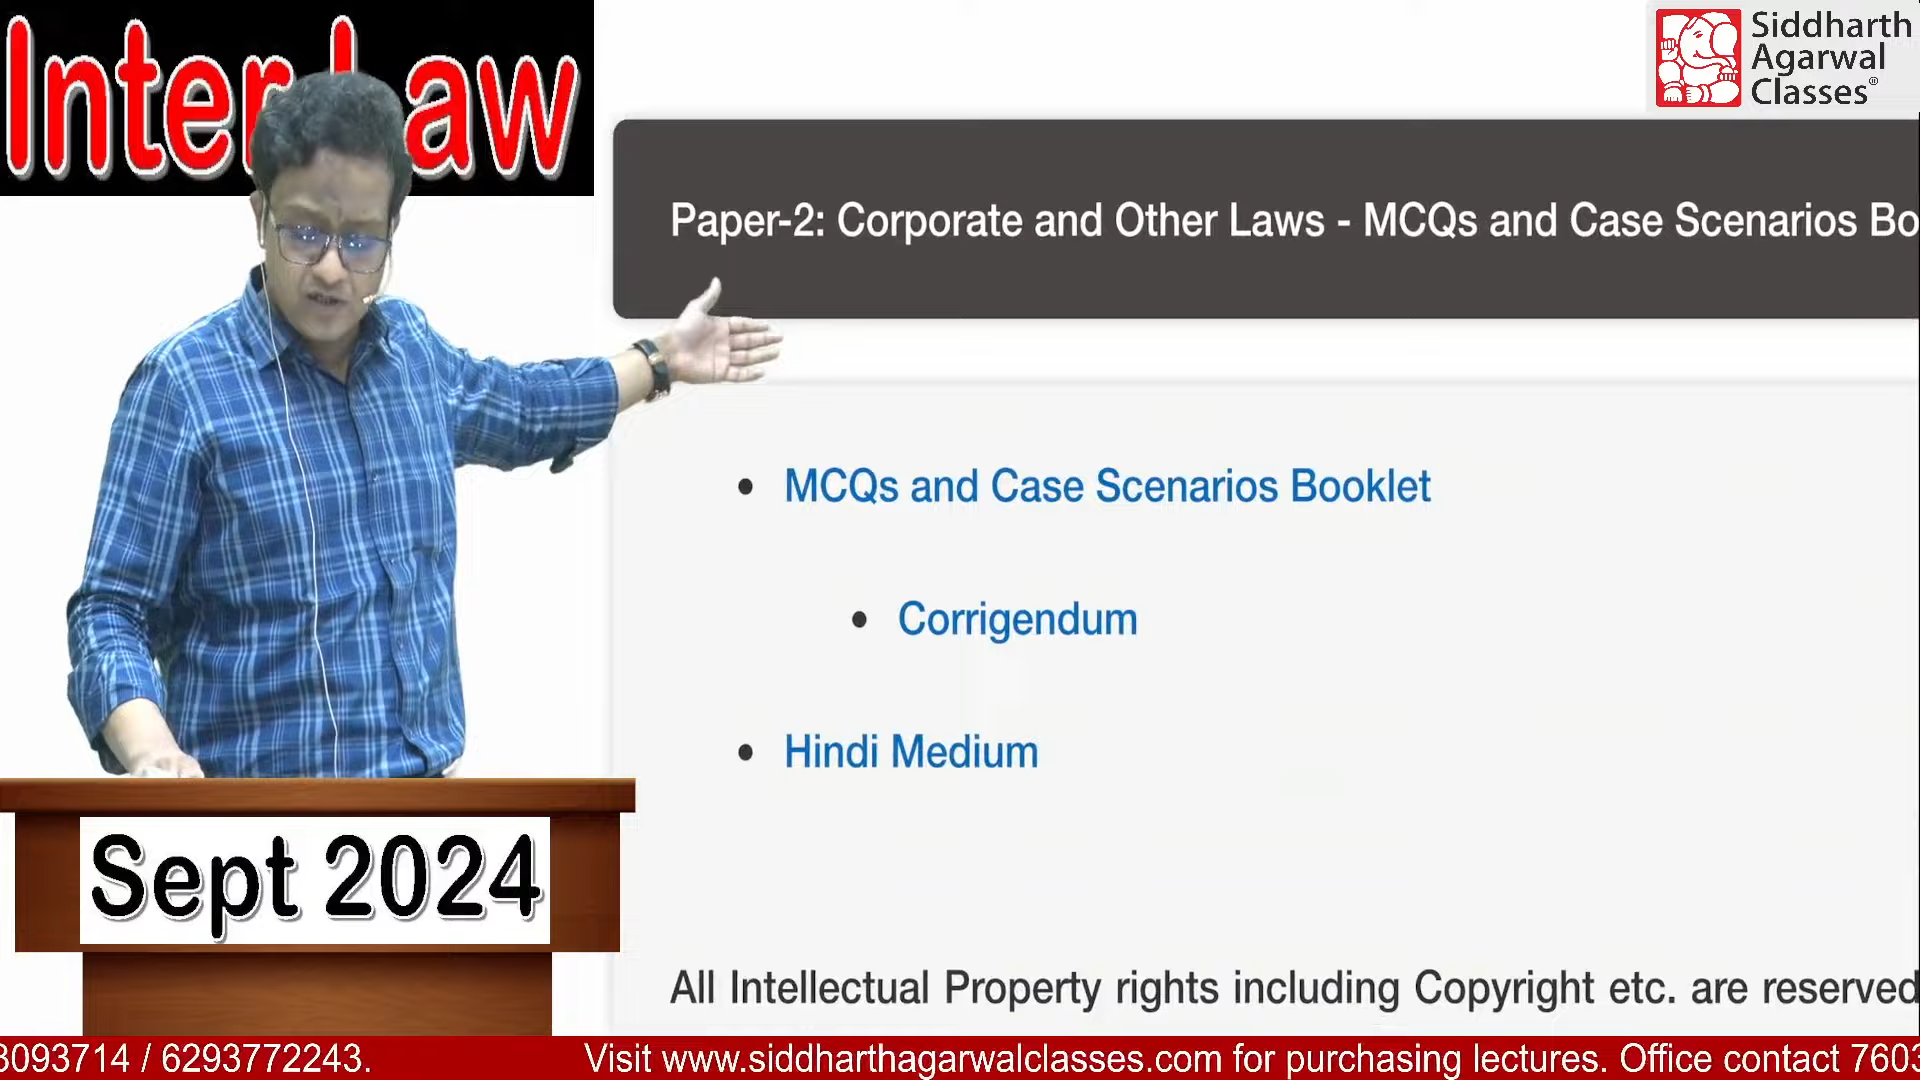 Inter Law
Siddharth
Agarwal
Classes®
Paper-2: Corporate and Other Laws - MCQs and Case Scenarios Bo
• MCQs and Case Scenarios Booklet
• Corrigendum
• Hindi Medium
Sept 2024
All Intellectual Property rights including Copyright etc. are reserved
3093714 / 6293772243. Visit www.siddharthagarwalclasses.com for purchasing lectures. Office contact 7603